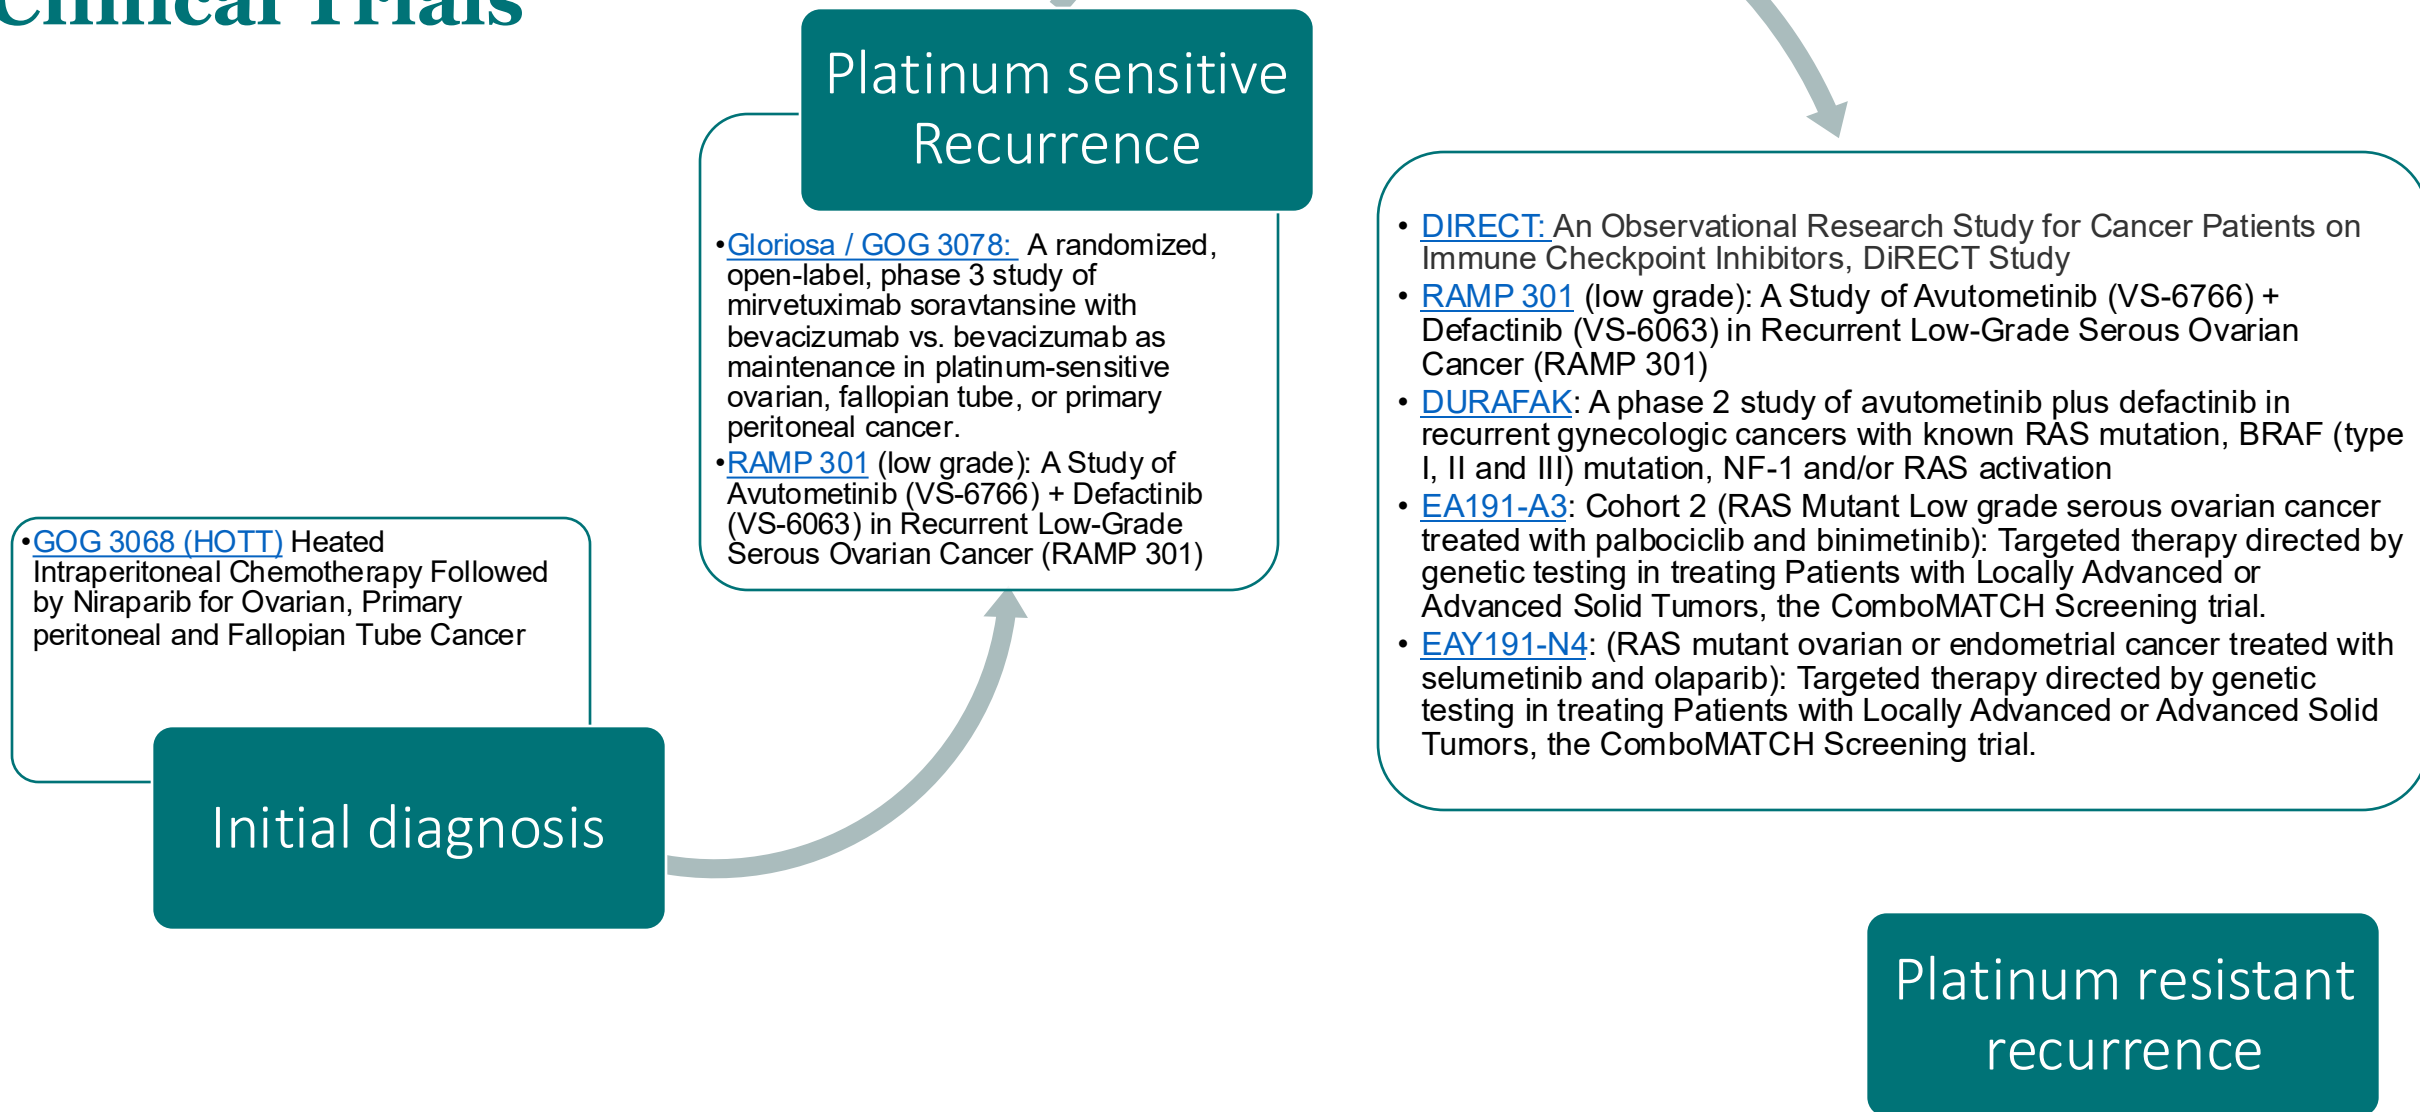 Clinical Trials
Platinum sensitive
Recurrence
•Gloriosa / GOG 3078:  A randomized,
open-label, phase 3 study of
mirvetuximab soravtansine with
bevacizumab vs. bevacizumab as
maintenance in platinum-sensitive
ovarian, fallopian tube, or primary
peritoneal cancer.
•RAMP 301 (low grade): A Study of
Avutometinib (VS-6766) + Defactinib
(VS-6063) in Recurrent Low-Grade
Serous Ovarian Cancer (RAMP 301)
•GOG 3068 (HOTT) Heated
Intraperitoneal Chemotherapy Followed
by Niraparib for Ovarian, Primary
peritoneal and Fallopian Tube Cancer
Initial diagnosis
• DIRECT: An Observational Research Study for Cancer Patients on
Immune Checkpoint Inhibitors, DiRECT Study
• RAMP 301 (low grade): A Study of Avutometinib (VS-6766) +
Defactinib (VS-6063) in Recurrent Low-Grade Serous Ovarian
Cancer (RAMP 301)
• DURAFAK: A phase 2 study of avutometinib plus defactinib in
recurrent gynecologic cancers with known RAS mutation, BRAF (type
I, II and III) mutation, NF-1 and/or RAS activation
• EA191-A3: Cohort 2 (RAS Mutant Low grade serous ovarian cancer
treated with palbociclib and binimetinib): Targeted therapy directed by
genetic testing in treating Patients with Locally Advanced or
Advanced Solid Tumors, the ComboMATCH Screening trial.
• EAY191-N4: (RAS mutant ovarian or endometrial cancer treated with
selumetinib and olaparib): Targeted therapy directed by genetic
testing in treating Patients with Locally Advanced or Advanced Solid
Tumors, the ComboMATCH Screening trial.
Platinum resistant
recurrence